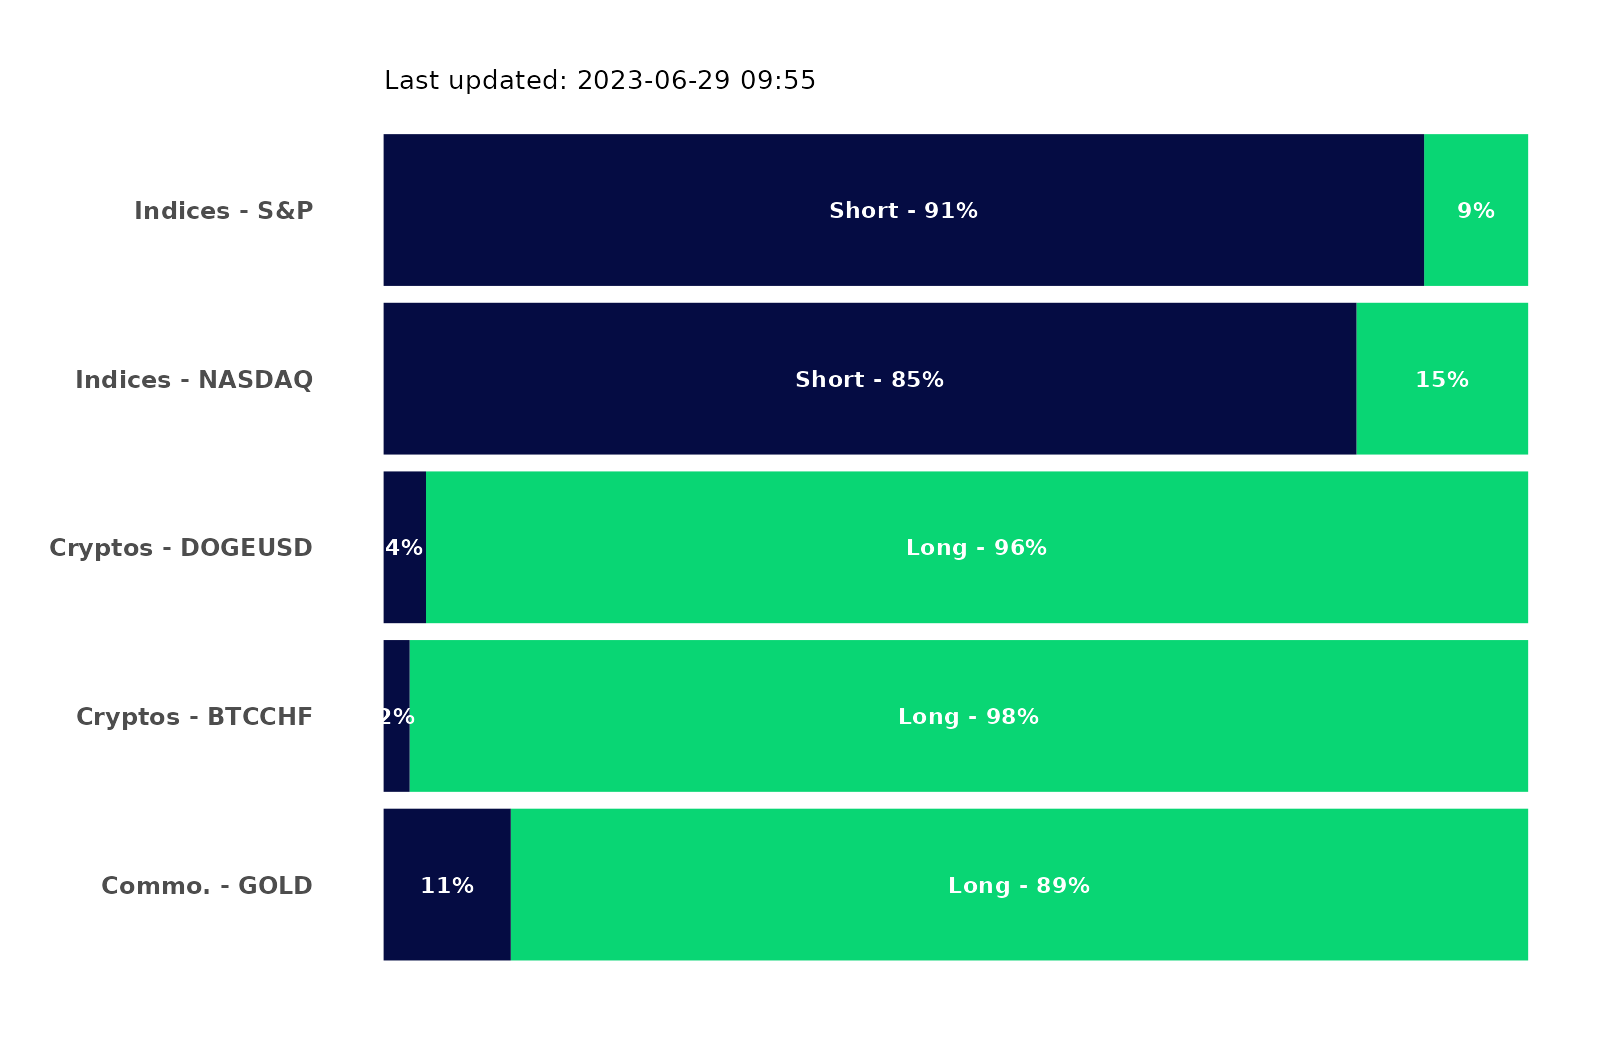 Last updated: 2023-06-29 09:55
Indices - S&P Short - 91% 9%
Indices - NASDAQ Short - 85% 15%
Cryptos - DOGEUSD 4% Long - 96%
Cryptos - BTCCHF 2% Long - 98%
Commo. - GOLD 11% Long - 89%